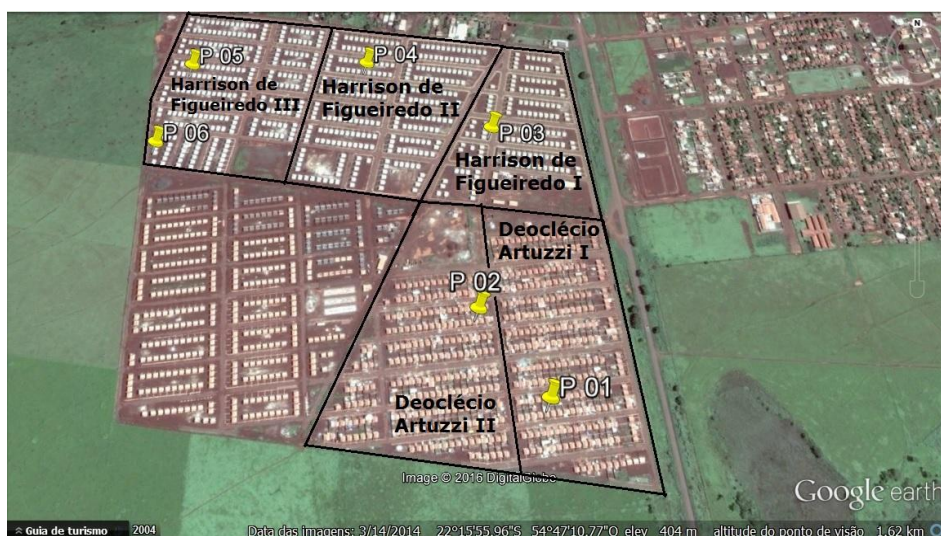 N
P 05
P 04
Harrison de
Figueiredo III
Harrison de
Figueiredo II
P 06
P 03
Harrison de
Figueiredo I
Deoclécio
Artuzzi I
P 02
P 01
Deoclécio
Artuzzi II
Image © 2016 DigitalGlobe
Google earth
Guia de turismo
2004
Data das imagens: 3/14/2014 22°15'55.96"S 54°47'10.77"O elev 404 m altitude do ponto de visão 1.62 km